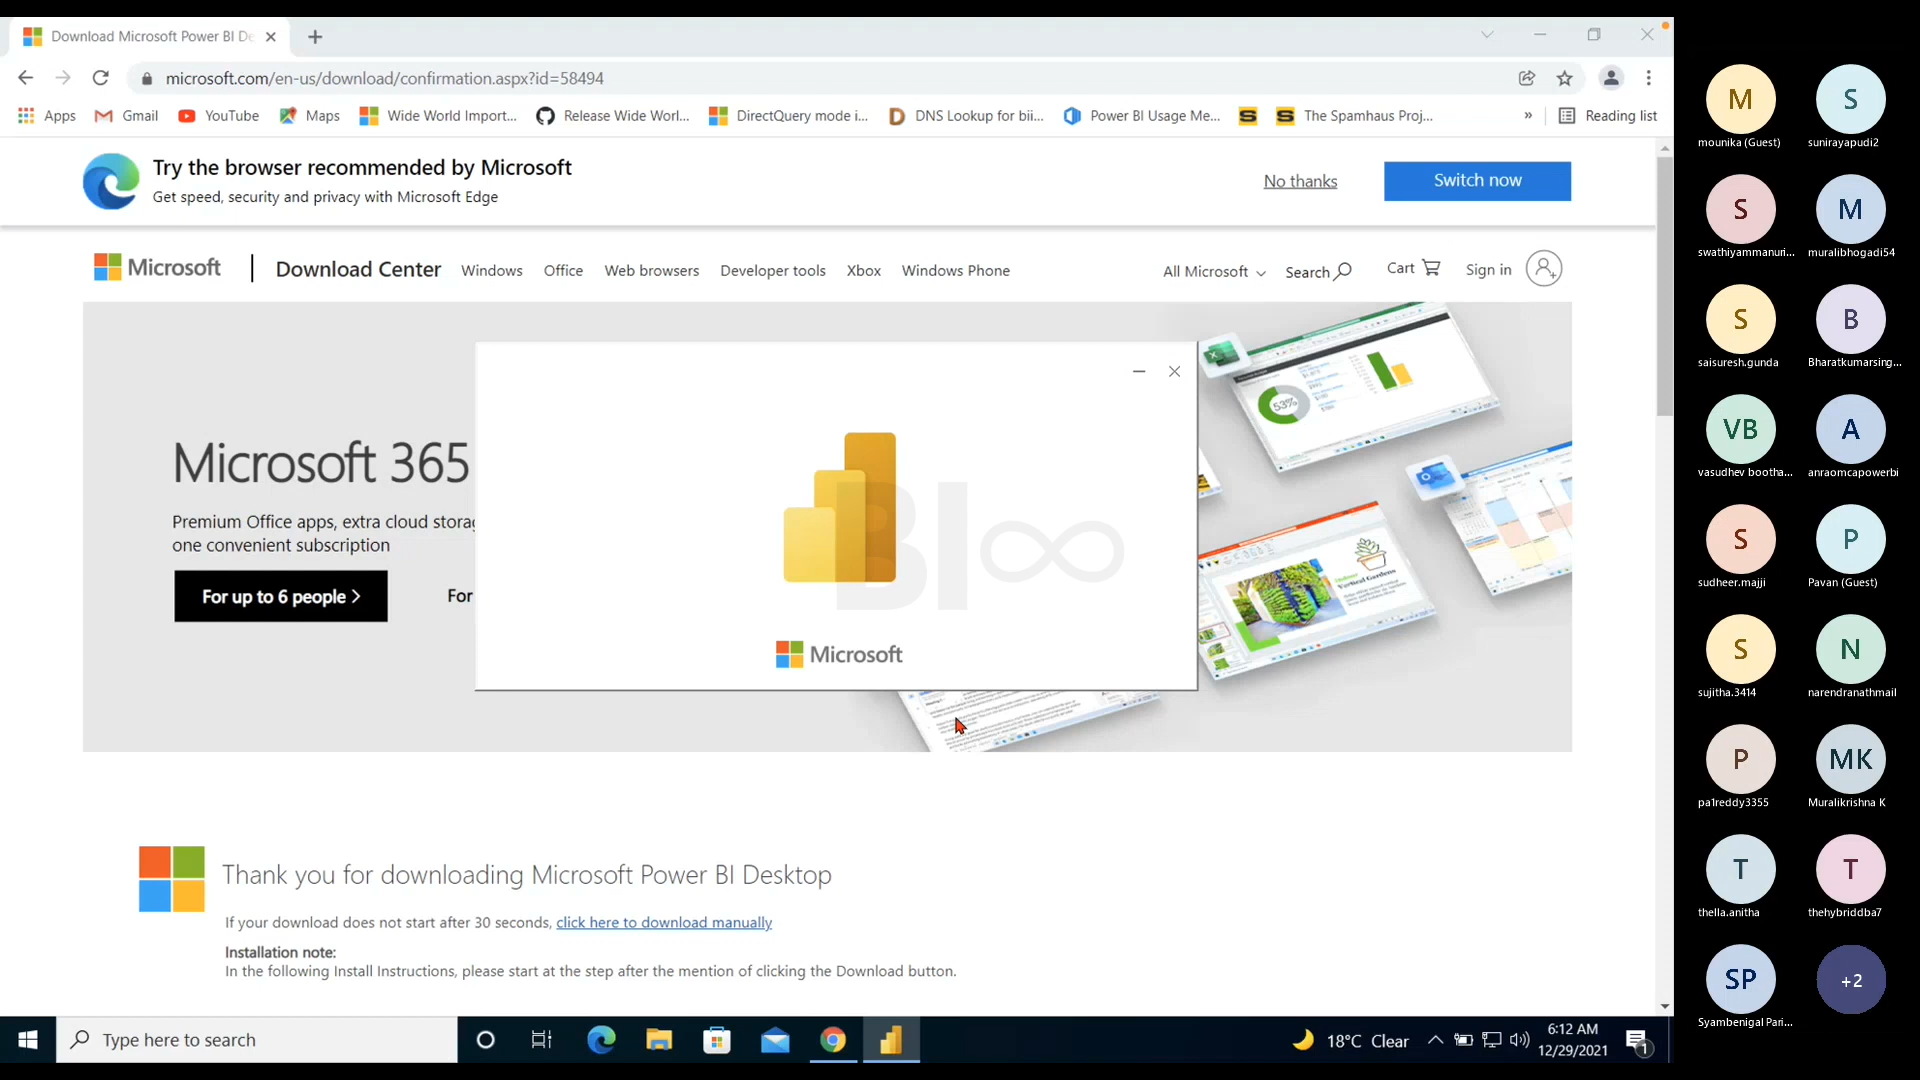 Download Microsoft Power BI De
microsoft.com/en-us/download/confirmation.aspx?id=58494
Apps
Gmail
YouTube
Maps
Wide World Import...
Release Wide Worl...
DirectQuery mode i...
DNS Lookup for bii...
Power BI Usage Me...
The Spamhaus Proj...
»
Reading list
Try the browser recommended by Microsoft
Get speed, security and privacy with Microsoft Edge
No thanks
Switch now
Microsoft
Download Center
Windows
Office
Web browsers
Developer tools
Xbox
Windows Phone
All Microsoft
Search
Cart
Sign in
Microsoft 365
Premium Office apps, extra cloud storag
one convenient subscription
For up to 6 people >
For
BI
Microsoft
53%
Vertical Gardens
Thank you for downloading Microsoft Power BI Desktop
If your download does not start after 30 seconds, click here to download manually
Installation note:
In the following Install Instructions, please start at the step after the mention of clicking the Download button.
Type here to search
18°C Clear
6:12 AM
12/29/2021
1
M
mounika (Guest)
S
sunirayapudi2
S
swathiyammanuri...
M
muralibhogadi54
S
saisuresh.gunda
B
Bharatkumarsing...
VB
vasudhev bootha...
A
anraomcapowerbi
S
sudheer.majji
P
Pavan (Guest)
S
sujitha.3414
N
narendranathmail
P
pa1reddy3355
MK
Muralikrishna K
T
thella.anitha
T
thehybriddba7
SP
Syambenigal Pari...
+2